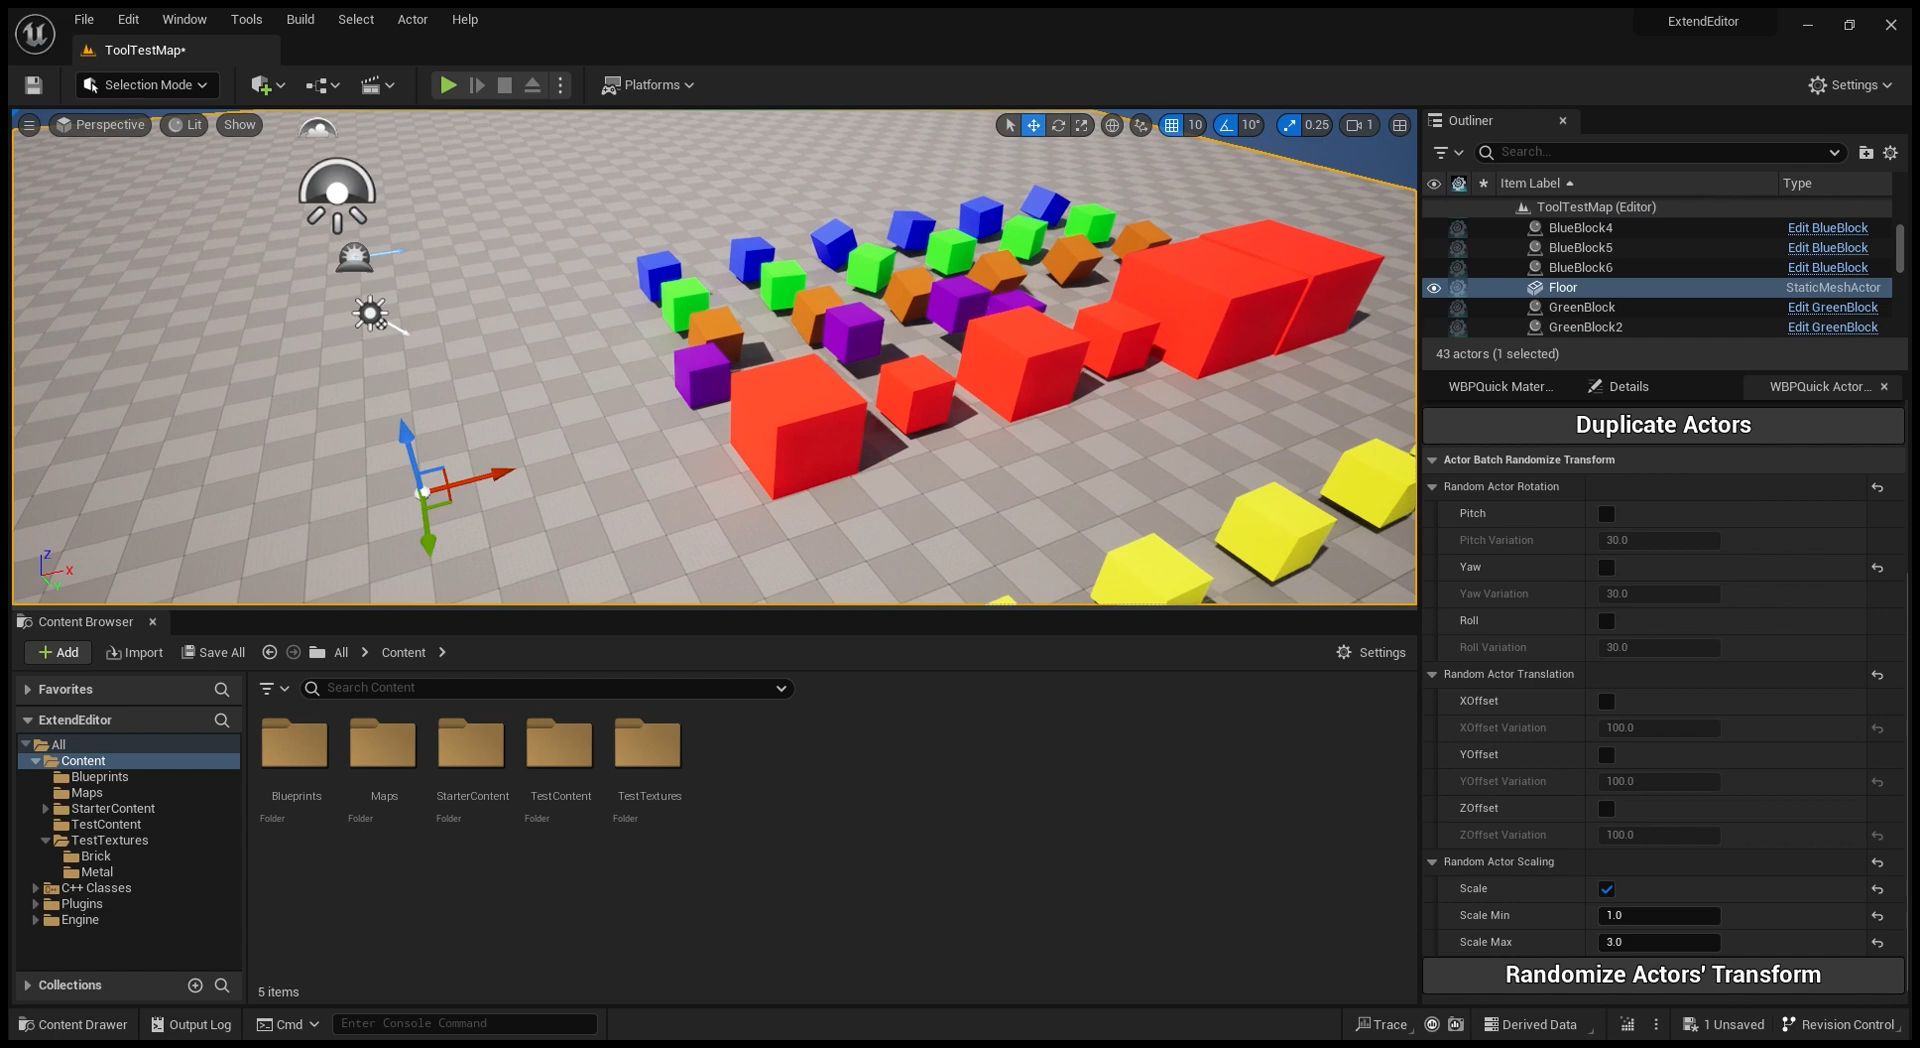 File Edit Window Tools Build Select Actor Help
ExtendEditor
ToolTestMap•
Selection Mode
Platforms
Settings
Perspective Lit Show
10 10° 0.25 1
Z
X
Y
Outliner
Search...
Item Label Type
ToolTestMap (Editor)
BlueBlock4 Edit BlueBlock
BlueBlock5 Edit BlueBlock
BlueBlock6 Edit BlueBlock
Floor StaticMeshActor
GreenBlock Edit GreenBlock
GreenBlock2 Edit GreenBlock
43 actors (1 selected)
WBPQuick Mater... Details WBPQuick Actor...
Duplicate Actors
Actor Batch Randomize Transform
Random Actor Rotation
Pitch
Pitch Variation 30.0
Yaw
Yaw Variation 30.0
Roll
Roll Variation 30.0
Random Actor Translation
XOffset
XOffset Variation 100.0
YOffset
YOffset Variation 100.0
ZOffset
ZOffset Variation 100.0
Random Actor Scaling
Scale
Scale Min 1.0
Scale Max 3.0
Randomize Actors' Transform
Content Browser
Add Import Save All All Content Settings
Favorites
ExtendEditor
All
Content
Blueprints
Maps
StarterContent
TestContent
TestTextures
Brick
Metal
C++ Classes
Plugins
Engine
Collections
Search Content
Blueprints Maps StarterContent TestContent TestTextures
Folder Folder Folder Folder Folder
5 items
Content Drawer Output Log Cmd Enter Console Command
Trace Derived Data 1 Unsaved Revision Control